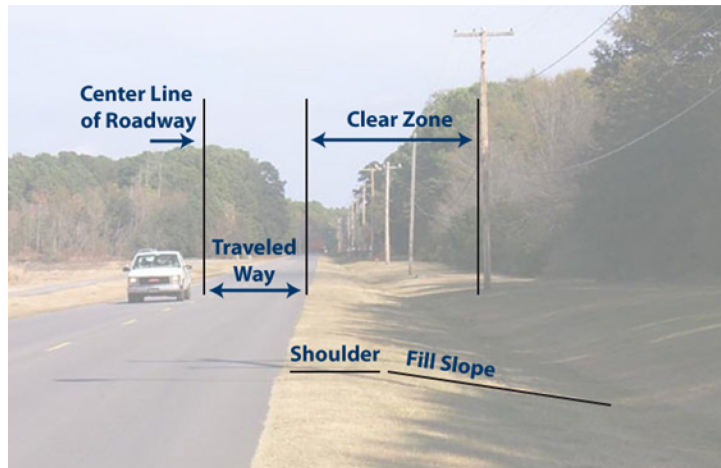 Center Line
of Roadway
Clear Zone
Traveled
Way
Shoulder
Fill Slope